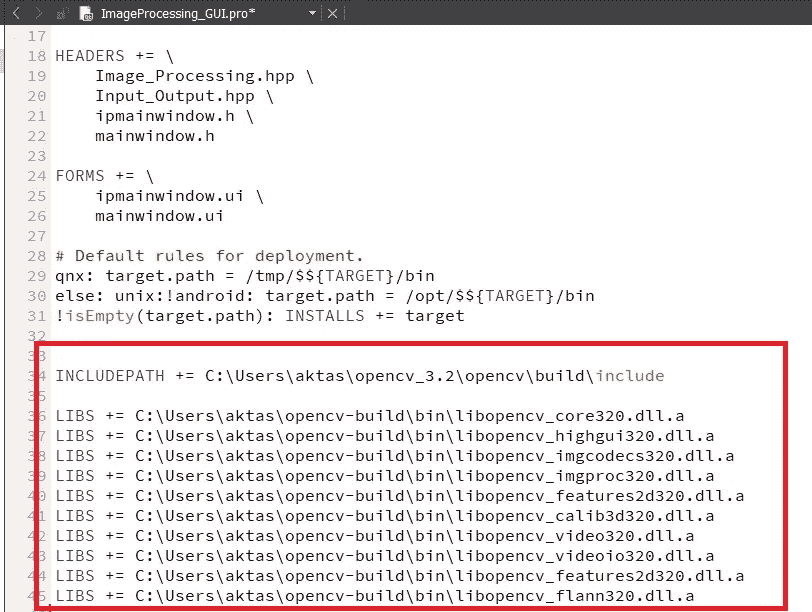 ImageProcessing_GUI.pro*
17
18 HEADERS += \
19     Image_Processing.hpp \
20     Input_Output.hpp \
21     ipmainwindow.h \
22     mainwindow.h
23
24 FORMS += \
25     ipmainwindow.ui \
26     mainwindow.ui
27
28 # Default rules for deployment.
29 qnx: target.path = /tmp/$${TARGET}/bin
30 else: unix:!android: target.path = /opt/$${TARGET}/bin
31 !isEmpty(target.path): INSTALLS += target
32
33
34 INCLUDEPATH += C:\Users\aktas\opencv_3.2\opencv\build\include
35
36 LIBS += C:\Users\aktas\opencv-build\bin\libopencv_core320.dll.a
37 LIBS += C:\Users\aktas\opencv-build\bin\libopencv_highgui320.dll.a
38 LIBS += C:\Users\aktas\opencv-build\bin\libopencv_imgcodecs320.dll.a
39 LIBS += C:\Users\aktas\opencv-build\bin\libopencv_imgproc320.dll.a
40 LIBS += C:\Users\aktas\opencv-build\bin\libopencv_features2d320.dll.a
41 LIBS += C:\Users\aktas\opencv-build\bin\libopencv_calib3d320.dll.a
42 LIBS += C:\Users\aktas\opencv-build\bin\libopencv_video320.dll.a
43 LIBS += C:\Users\aktas\opencv-build\bin\libopencv_videoio320.dll.a
44 LIBS += C:\Users\aktas\opencv-build\bin\libopencv_features2d320.dll.a
45 LIBS += C:\Users\aktas\opencv-build\bin\libopencv_flann320.dll.a